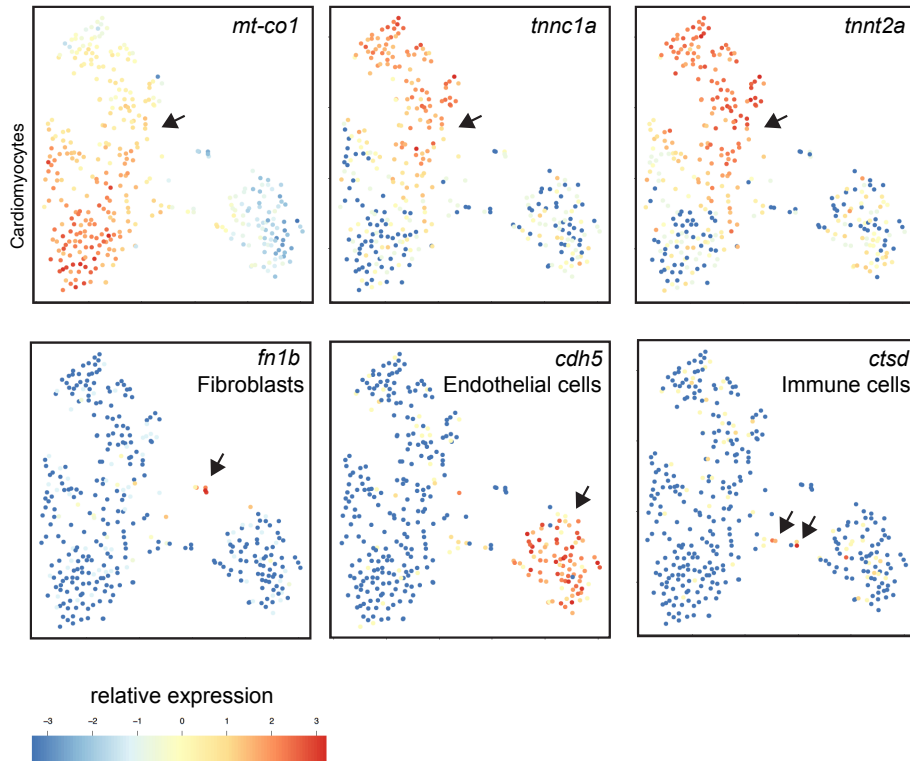 mt-co1
tnnc1a
tnnt2a
Cardiomyocytes
fn1b
Fibroblasts
cdh5
Endothelial cells
ctsd
Immune cells
relative expression
−3 −2 −1 0 1 2 3